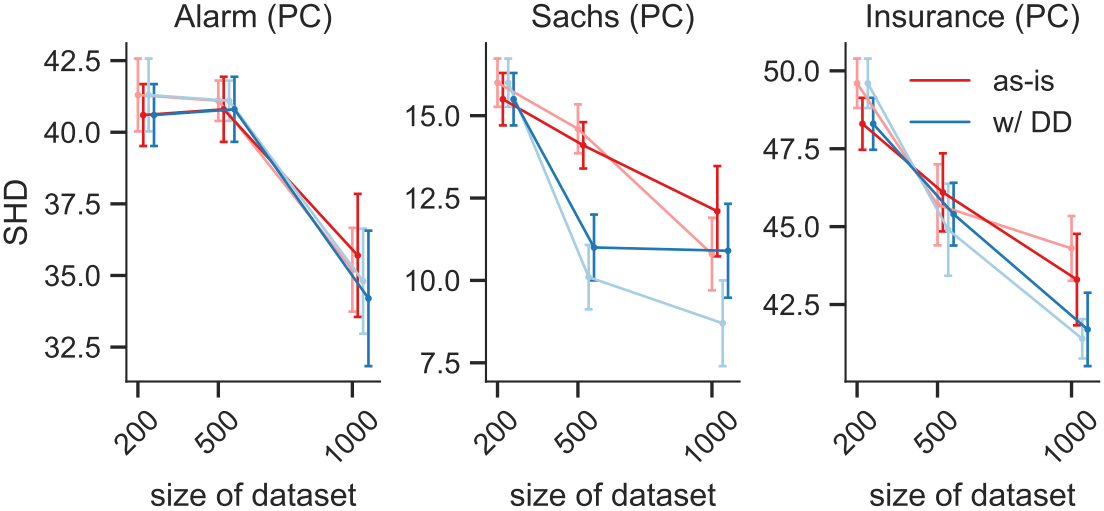 Alarm (PC)
42.5
40.0
37.5
35.0
32.5
SHD
200
500
1000
size of dataset
Sachs (PC)
15.0
12.5
10.0
7.5
200
500
1000
size of dataset
Insurance (PC)
50.0
47.5
45.0
42.5
as-is
w/ DD
200
500
1000
size of dataset